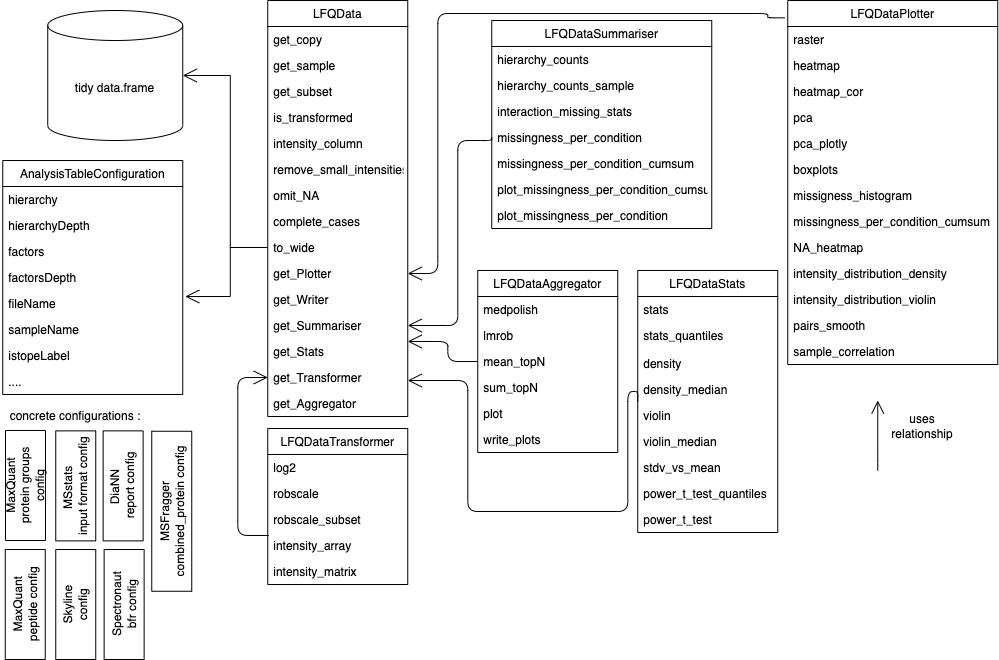 tidy data.frame
AnalysisTableConfiguration
hierarchy
hierarchyDepth
factors
factorsDepth
fileName
sampleName
istopeLabel
....
concrete configurations :
MaxQuant
protein groups
config
MSstats
input format config
DiaNN
report config
MSFragger
combined_protein config
MaxQuant
peptide config
Skyline
config
Spectronaut
bfr config
LFQData
get_copy
get_sample
get_subset
is_transformed
intensity_column
remove_small_intensities
omit_NA
complete_cases
to_wide
get_Plotter
get_Writer
get_Summariser
get_Stats
get_Transformer
get_Aggregator
LFQDataTransformer
log2
robscale
robscale_subset
intensity_array
intensity_matrix
LFQDataSummariser
hierarchy_counts
hierarchy_counts_sample
interaction_missing_stats
missingness_per_condition
missingness_per_condition_cumsum
plot_missingness_per_condition_cumsu
plot_missingness_per_condition
LFQDataAggregator
medpolish
lmrob
mean_topN
sum_topN
plot
write_plots
LFQDataStats
stats
stats_quantiles
density
density_median
violin
violin_median
stdv_vs_mean
power_t_test_quantiles
power_t_test
LFQDataPlotter
raster
heatmap
heatmap_cor
pca
pca_plotly
boxplots
missigness_histogram
missingness_per_condition_cumsum
NA_heatmap
intensity_distribution_density
intensity_distribution_violin
pairs_smooth
sample_correlation
uses
relationship